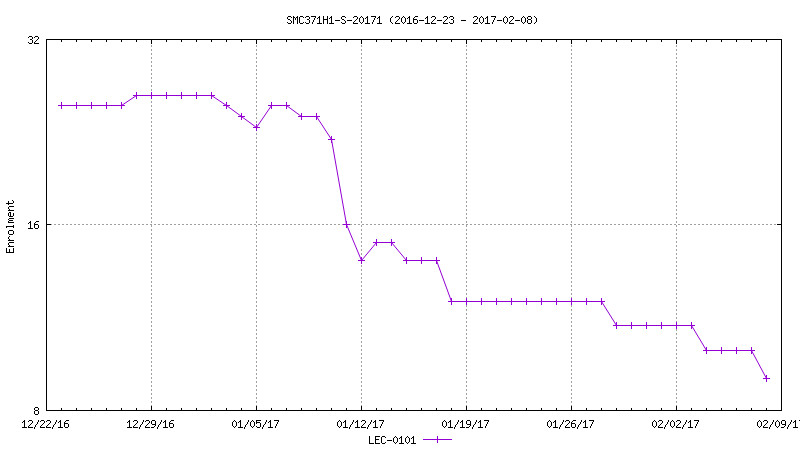 SMC371H1-S-20171 (2016-12-23 - 2017-02-08)
32
16
8
Enrolment
12/22/16 12/29/16 01/05/17 01/12/17 01/19/17 01/26/17 02/02/17 02/09/1
LEC-0101